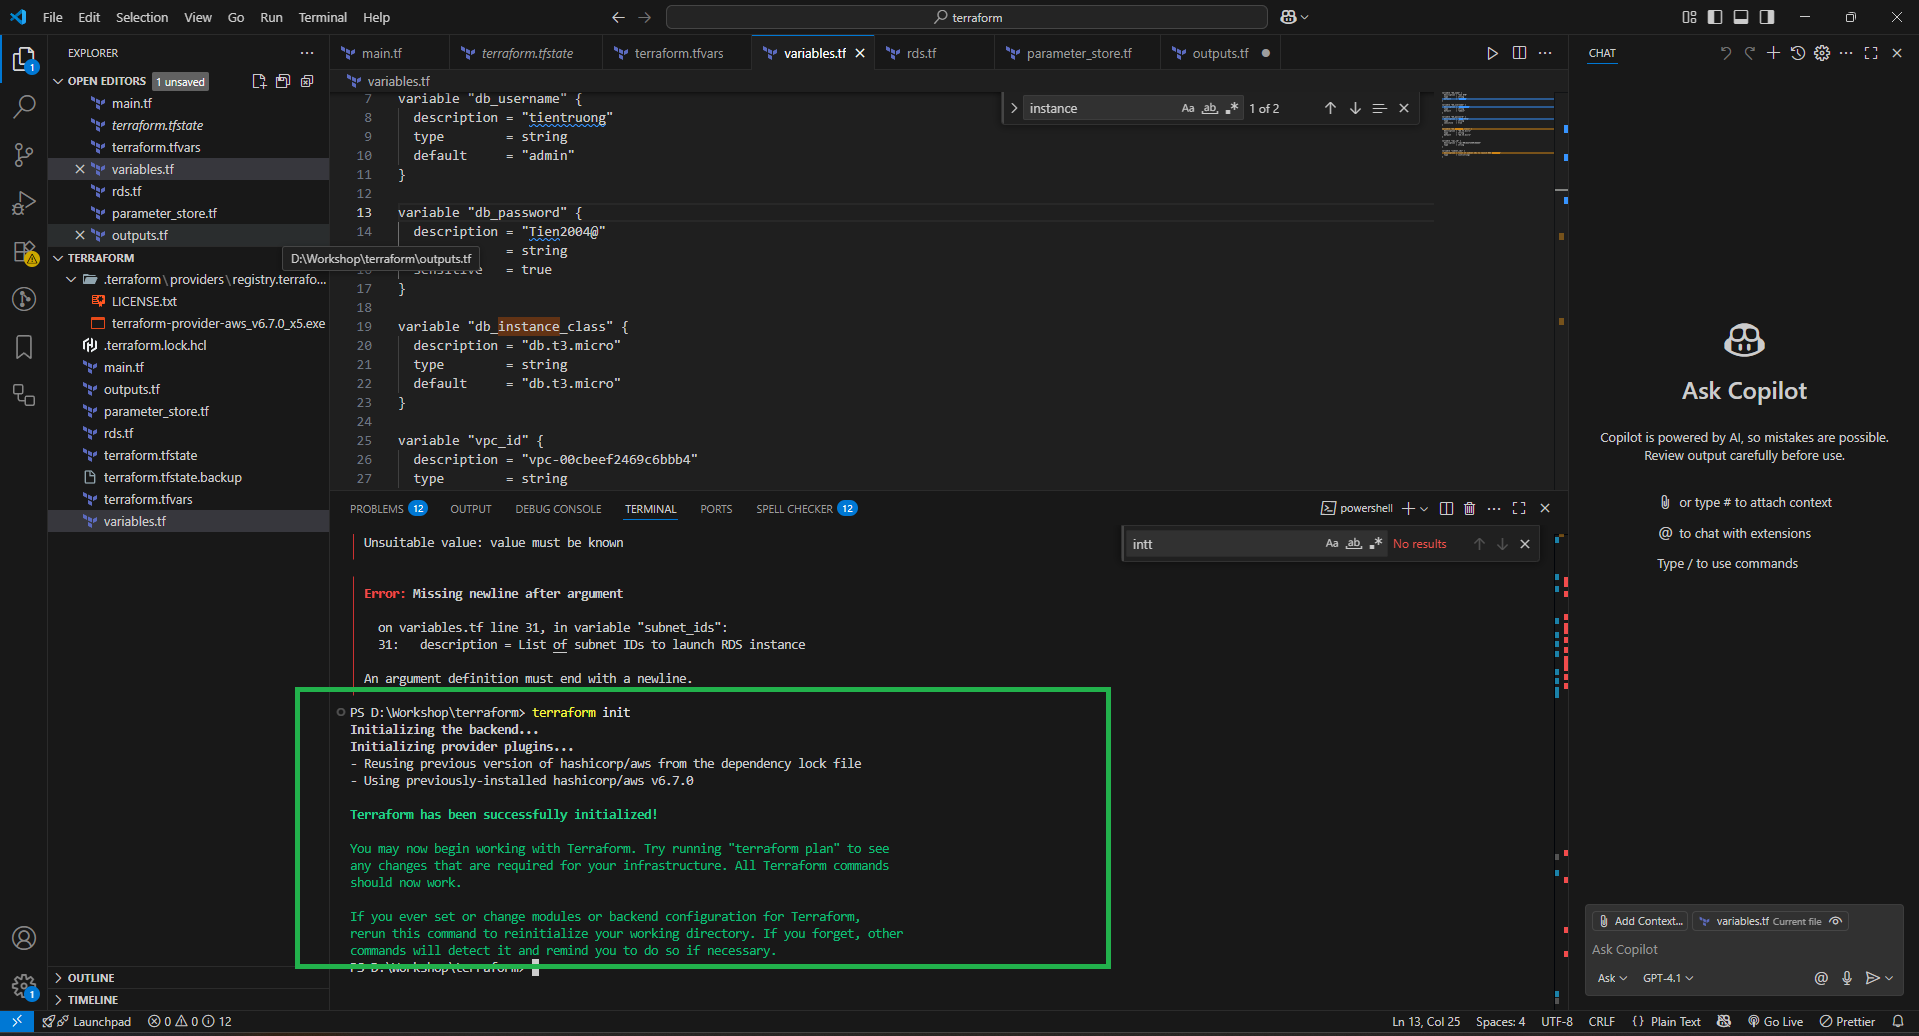 File Edit Selection View Go Run Terminal Help
terraform
EXPLORER
OPEN EDITORS 1 unsaved
main.tf
terraform.tfstate
terraform.tfvars
variables.tf
rds.tf
parameter_store.tf
outputs.tf
TERRAFORM
D:\Workshop\terraform\outputs.tf
.terraform\providers\registry.terrafo...
LICENSE.txt
terraform-provider-aws_v6.7.0_x5.exe
.terraform.lock.hcl
main.tf
outputs.tf
parameter_store.tf
rds.tf
terraform.tfstate
terraform.tfstate.backup
terraform.tfvars
variables.tf
OUTLINE
TIMELINE
main.tf terraform.tfstate terraform.tfvars variables.tf rds.tf parameter_store.tf outputs.tf
variables.tf
instance Aa ab 1 of 2
7 variable "db_username" {
8 description = "tientruong"
9 type = string
10 default = "admin"
11 }
12
13 variable "db_password" {
14 description = "Tien2004@"
= string
sensitive = true
17 }
18
19 variable "db_instance_class" {
20 description = "db.t3.micro"
21 type = string
22 default = "db.t3.micro"
23 }
24
25 variable "vpc_id" {
26 description = "vpc-00cbeef2469c6bbb4"
27 type = string
PROBLEMS 12 OUTPUT DEBUG CONSOLE TERMINAL PORTS SPELL CHECKER 12 powershell
intt Aa ab No results
Unsuitable value: value must be known
Error: Missing newline after argument
on variables.tf line 31, in variable "subnet_ids":
31: description = List of subnet IDs to launch RDS instance
An argument definition must end with a newline.
PS D:\Workshop\terraform> terraform init
Initializing the backend...
Initializing provider plugins...
- Reusing previous version of hashicorp/aws from the dependency lock file
- Using previously-installed hashicorp/aws v6.7.0
Terraform has been successfully initialized!
You may now begin working with Terraform. Try running "terraform plan" to see
any changes that are required for your infrastructure. All Terraform commands
should now work.
If you ever set or change modules or backend configuration for Terraform,
rerun this command to reinitialize your working directory. If you forget, other
commands will detect it and remind you to do so if necessary.
PS D:\Workshop\terraform>
CHAT
Ask Copilot
Copilot is powered by AI, so mistakes are possible.
Review output carefully before use.
or type # to attach context
@ to chat with extensions
Type / to use commands
Add Context... variables.tf Current file
Ask Copilot
Ask GPT-4.1
Launchpad 0 0 12 Ln 13, Col 25 Spaces: 4 UTF-8 CRLF {} Plain Text Go Live Prettier